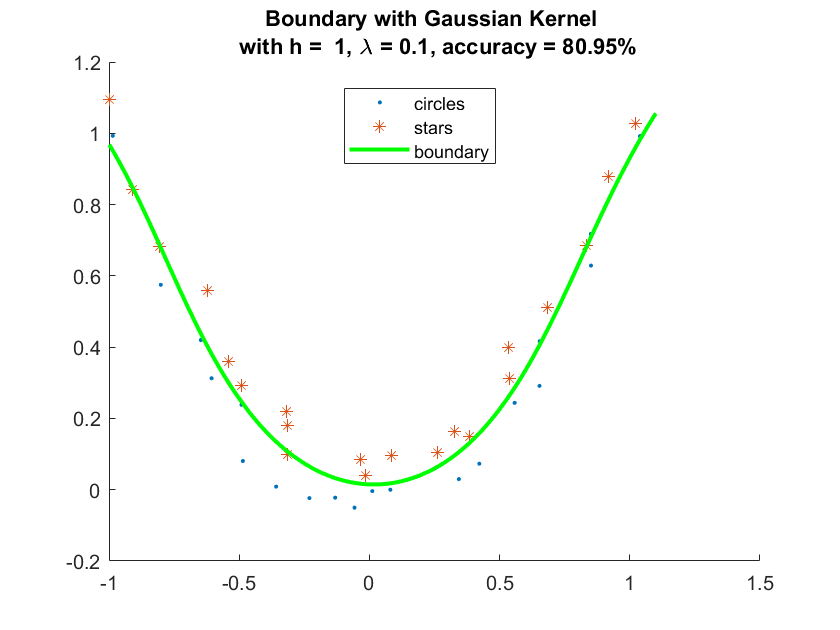 Boundary with Gaussian Kernel
with h =  1, λ = 0.1, accuracy = 80.95%
1.2
1
0.8
0.6
0.4
0.2
0
-0.2
circles
stars
boundary
-1
-0.5
0
0.5
1
1.5